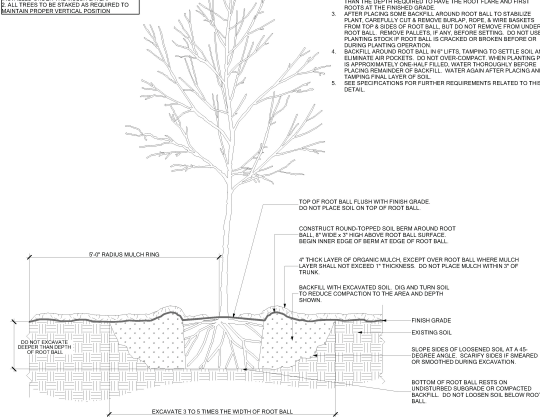 2. ALL TREES TO BE STAKED AS REQUIRED TO
MAINTAIN PROPER VERTICAL POSITION
THAN THE DEPTH REQUIRED TO HAVE THE ROOT FLARE AND FIRST
ROOTS AT THE FINISHED GRADE.
3. AFTER PLACING SOME BACKFILL AROUND ROOT BALL TO STABILIZE
PLANT, CAREFULLY CUT & REMOVE BURLAP, ROPE, & WIRE BASKETS
FROM TOP & SIDES OF ROOT BALL, BUT DO NOT REMOVE FROM UNDER
ROOT BALL. REMOVE PALLETS, IF ANY, BEFORE SETTING. DO NOT USE
PLANTING STOCK IF ROOT BALL IS CRACKED OR BROKEN BEFORE OR
DURING PLANTING OPERATION.
4. BACKFILL AROUND ROOT BALL IN 6" LIFTS, TAMPING TO SETTLE SOIL AN
ELIMINATE AIR POCKETS. DO NOT OVER-COMPACT. WHEN PLANTING P
IS APPROXIMATELY ONE-HALF FILLED, WATER THOROUGHLY BEFORE
PLACING REMAINDER OF BACKFILL. WATER AGAIN AFTER PLACING AND
TAMPING FINAL LAYER OF SOIL.
5. SEE SPECIFICATIONS FOR FURTHER REQUIREMENTS RELATED TO THIS
DETAIL.
TOP OF ROOT BALL FLUSH WITH FINISH GRADE.
DO NOT PLACE SOIL ON TOP OF ROOT BALL.
CONSTRUCT ROUND-TOPPED SOIL BERM AROUND ROOT
BALL, 8" WIDE x 3" HIGH ABOVE ROOT BALL SURFACE.
BEGIN INNER EDGE OF BERM AT EDGE OF ROOT BALL.
5'-0" RADIUS MULCH RING
4" THICK LAYER OF ORGANIC MULCH, EXCEPT OVER ROOT BALL WHERE MULCH
LAYER SHALL NOT EXCEED 1" THICKNESS. DO NOT PLACE MULCH WITHIN 3" OF
TRUNK.
BACKFILL WITH EXCAVATED SOIL. DIG AND TURN SOIL
TO REDUCE COMPACTION TO THE AREA AND DEPTH
SHOWN.
FINISH GRADE
EXISTING SOIL
DO NOT EXCAVATE
DEEPER THAN DEPTH
OF ROOT BALL
SLOPE SIDES OF LOOSENED SOIL AT A 45-
DEGREE ANGLE. SCARIFY SIDES IF SMEARED
OR SMOOTHED DURING EXCAVATION.
BOTTOM OF ROOT BALL RESTS ON
UNDISTURBED SUBGRADE OR COMPACTED
BACKFILL. DO NOT LOOSEN SOIL BELOW ROOT
BALL.
EXCAVATE 3 TO 5 TIMES THE WIDTH OF ROOT BALL